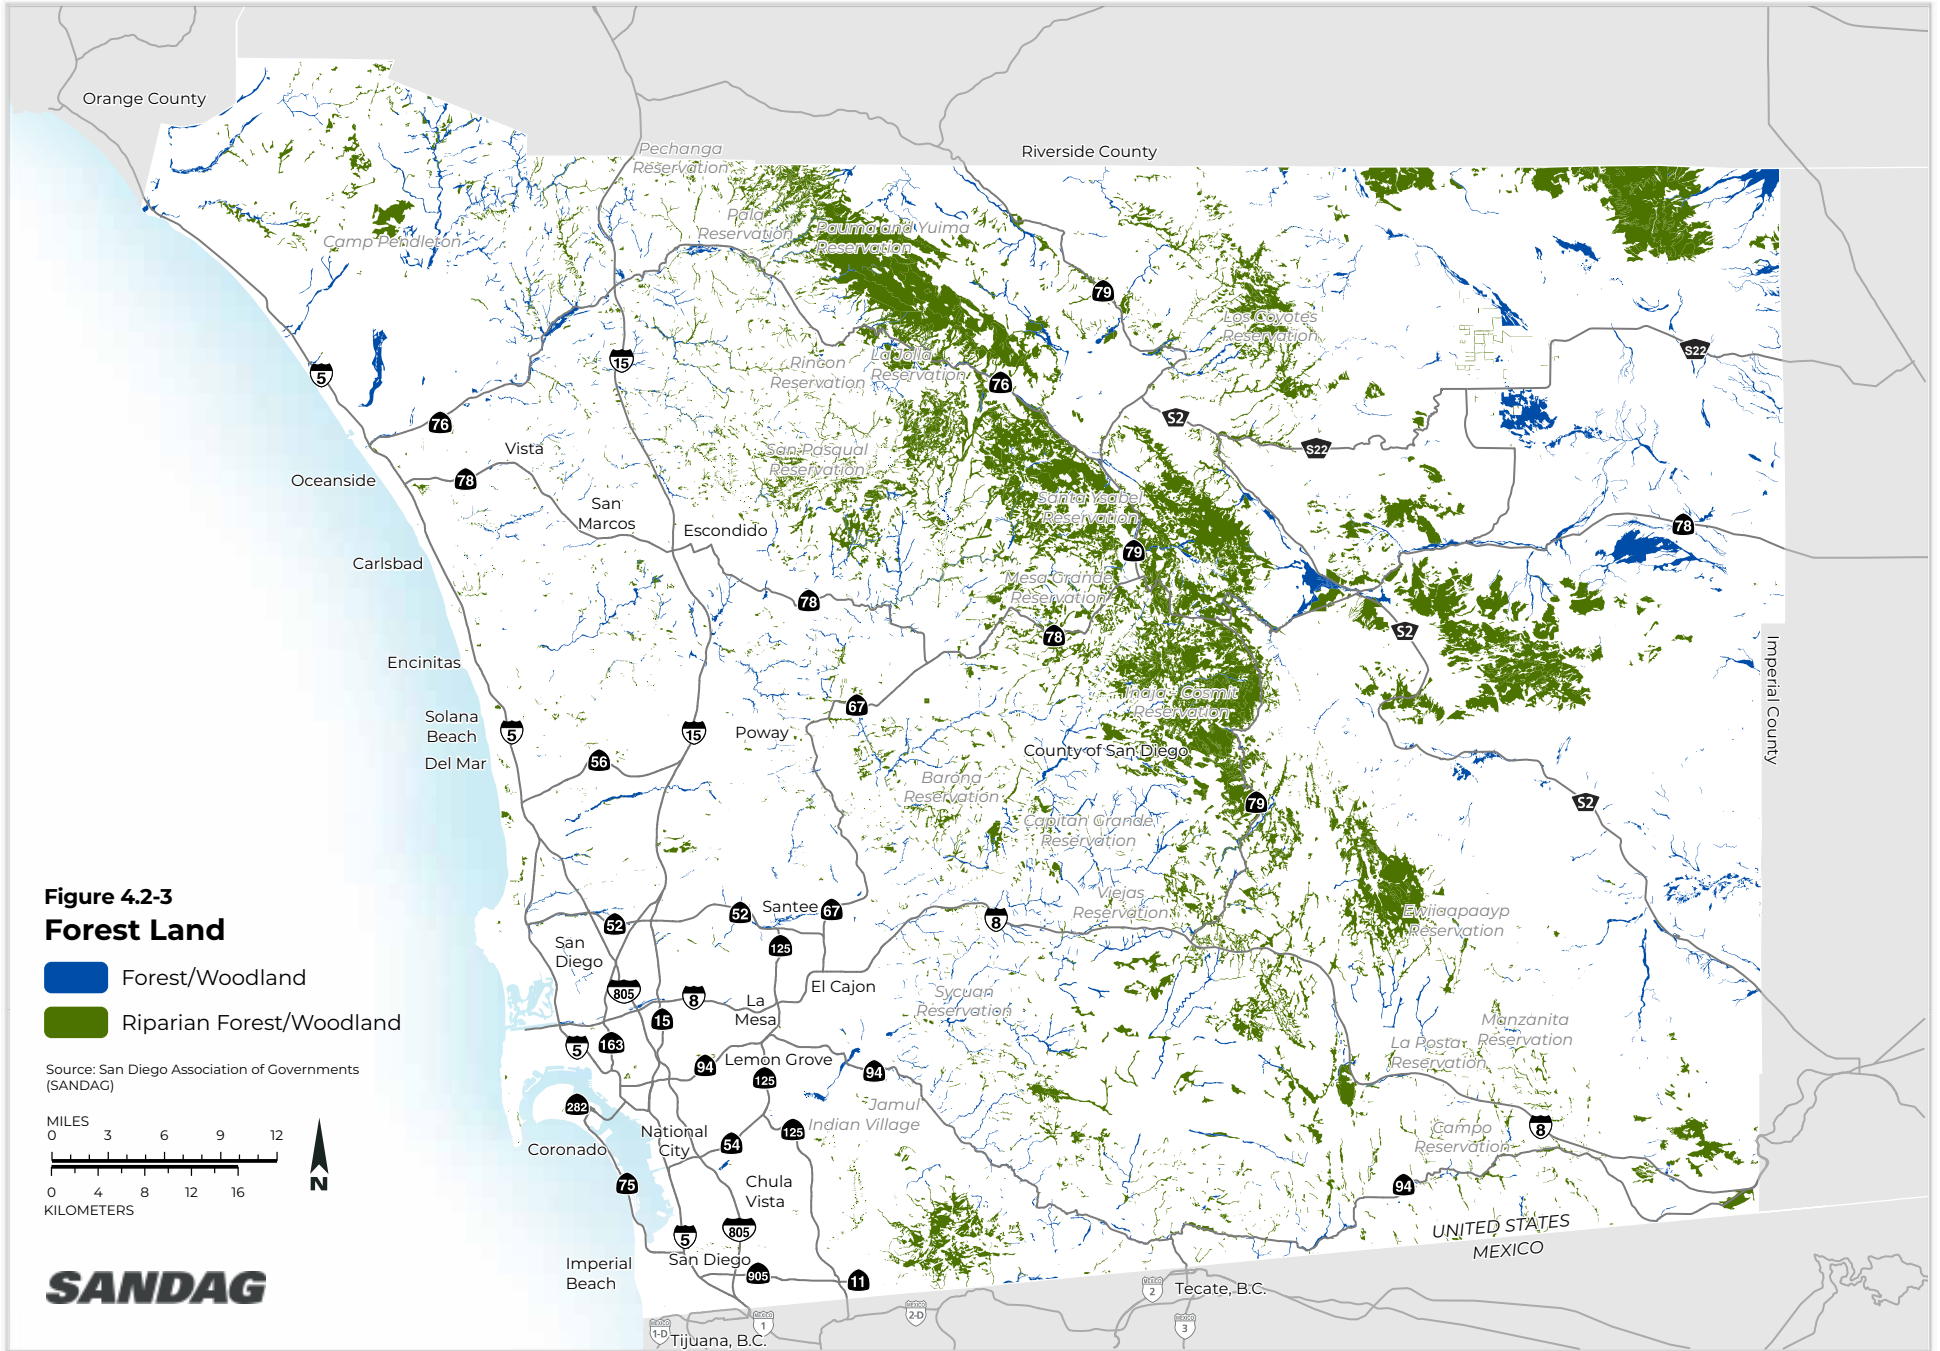 Orange County
Riverside County
Pechanga
Reservation
Pala
Reservation
Pauma and Yuima
Reservation
Camp Pendleton
79
Los Coyotes
Reservation
15
Rincon
Reservation
La Jolla
Reservation
S22
5
76
76
S2
Vista
San Pasqual
Reservation
S22
Oceanside
78
San
Marcos
Escondido
Santa Ysabel
Reservation
78
79
Carlsbad
Mesa Grande
Reservation
78
78
S2
Encinitas
Imperial County
Inaja - Cosmit
Reservation
67
Solana
Beach
5
15
Poway
County of San Diego
Del Mar
56
Barona
Reservation
79
S2
Capitan Grande
Reservation
Viejas
Reservation
Ewiiaapaayp
Reservation
52
52
Santee
67
8
125
San
Diego
805
8
El Cajon
La
Mesa
15
Sycuan
Reservation
Manzanita
Reservation
La Posta
Reservation
5
163
94
Lemon Grove
125
94
282
Jamul
Indian Village
Coronado
National
City
54
125
8
Campo
Reservation
75
Chula
Vista
94
5
805
San Diego
905
11
Imperial
Beach
UNITED STATES
MEXICO
MEXICO
2
Tecate, B.C.
MEXICO
1-D
MEXICO
1
MEXICO
2-D
MEXICO
3
Tijuana, B.C.
Figure 4.2-3
Forest Land
Forest/Woodland
Riparian Forest/Woodland
Source: San Diego Association of Governments
(SANDAG)
MILES
0 3 6 9 12
0 4 8 12 16
KILOMETERS
N
SANDAG